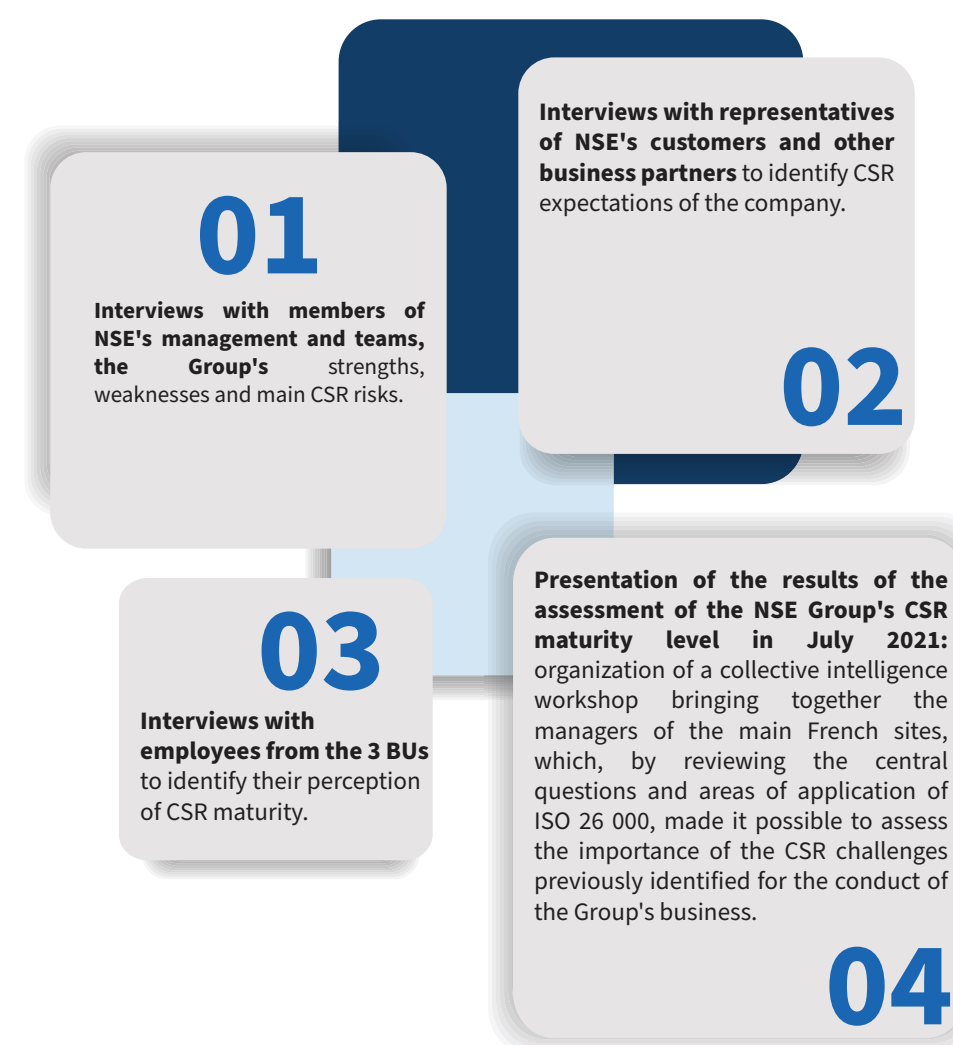 01
Interviews with members of
NSE's management and teams,
the Group's strengths,
weaknesses and main CSR risks.
Interviews with representatives
of NSE's customers and other
business partners to identify CSR
expectations of the company.
02
03
Interviews with
employees from the 3 BUs
to identify their perception
of CSR maturity.
Presentation of the results of the
assessment of the NSE Group's CSR
maturity level in July 2021:
organization of a collective intelligence
workshop bringing together the
managers of the main French sites,
which, by reviewing the central
questions and areas of application of
ISO 26 000, made it possible to assess
the importance of the CSR challenges
previously identified for the conduct of
the Group's business.
04